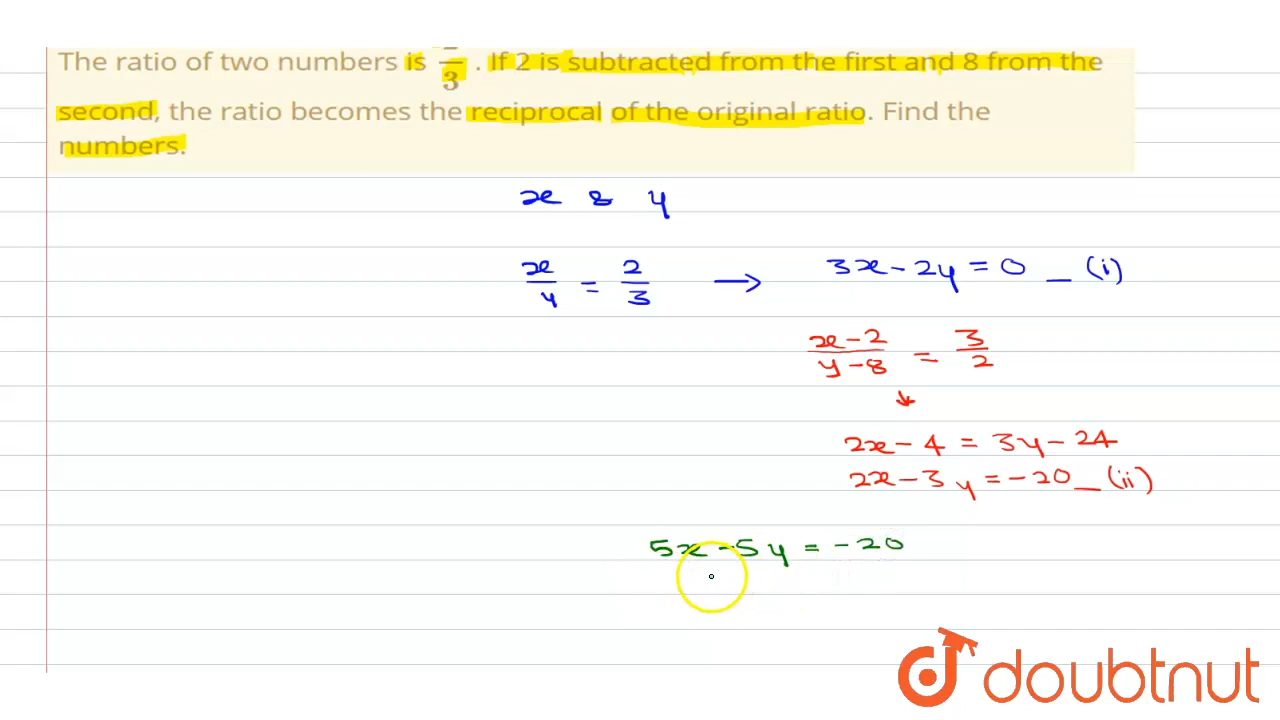 The ratio of two numbers is /3 . If 2 is subtracted from the first and 8 from the
second, the ratio becomes the reciprocal of the original ratio. Find the
numbers.
x & y
x/y = 2/3 → 3x - 2y = 0 _ (i)
x-2/y-8 = 3/2
↓
2x - 4 = 3y - 24
2x - 3y = -20 _ (ii)
5x - 5y = -20
doubtnut